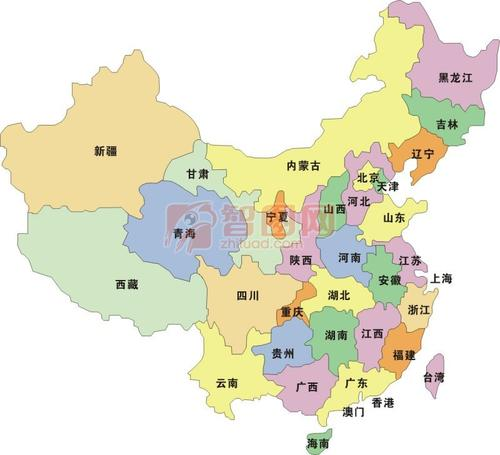 黑龙江
吉林
辽宁
新疆
内蒙古
甘肃
北京
天津
河北
宁夏
山西
山东
青海
智图网
zhituad.com
陕西
河南
江苏
西藏
上海
安徽
四川
湖北
浙江
重庆
湖南
江西
贵州
福建
云南
广西
广东
台湾
香港
澳门
海南